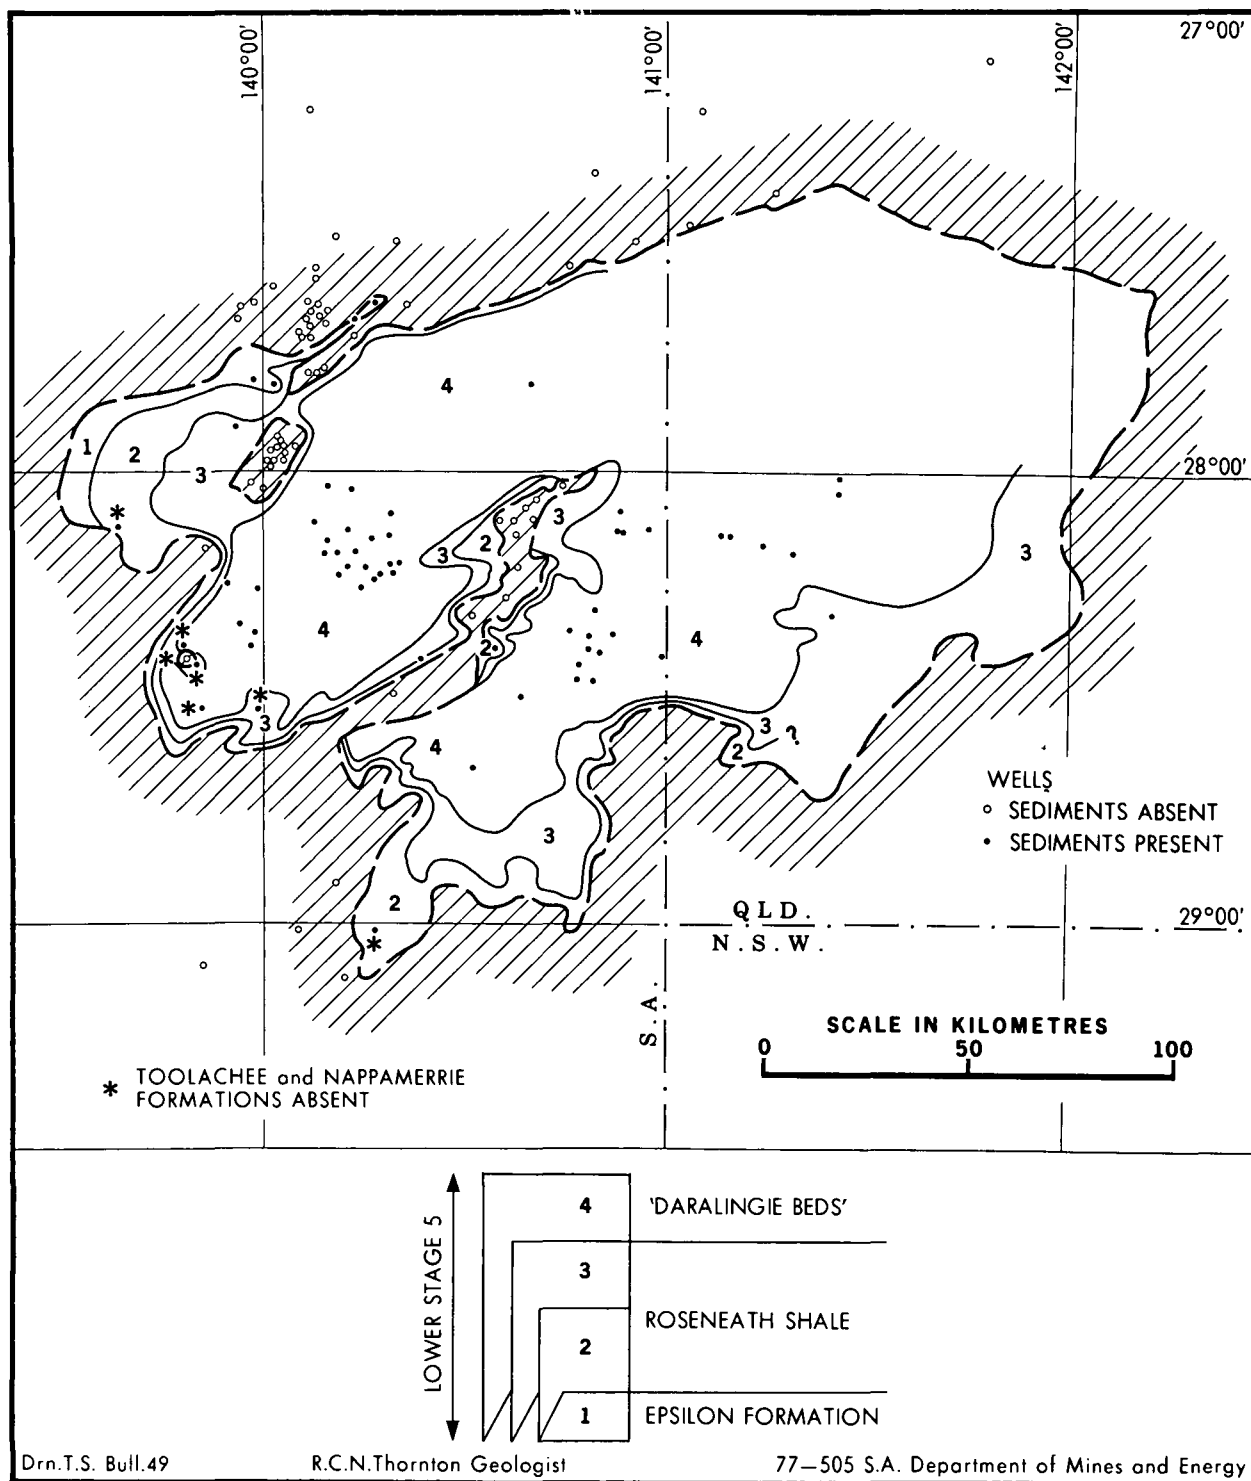 140°00'
141°00'
142°00'
27°00'
4
1
2
3
28°00'
3
2
3
3
4
4
2
3
4
3
2
?
WELLS
○ SEDIMENTS ABSENT
• SEDIMENTS PRESENT
3
2
QLD.
N.S.W.
29°00'
S.A.
SCALE IN KILOMETRES
0 50 100
* TOOLACHEE and NAPPAMERRIE
FORMATIONS ABSENT
LOWER STAGE 5
4 'DARALINGIE BEDS'
3
ROSENEATH SHALE
2
1 EPSILON FORMATION
Drn.T.S. Bull.49 R.C.N.Thornton Geologist 77—505 S.A. Department of Mines and Energy